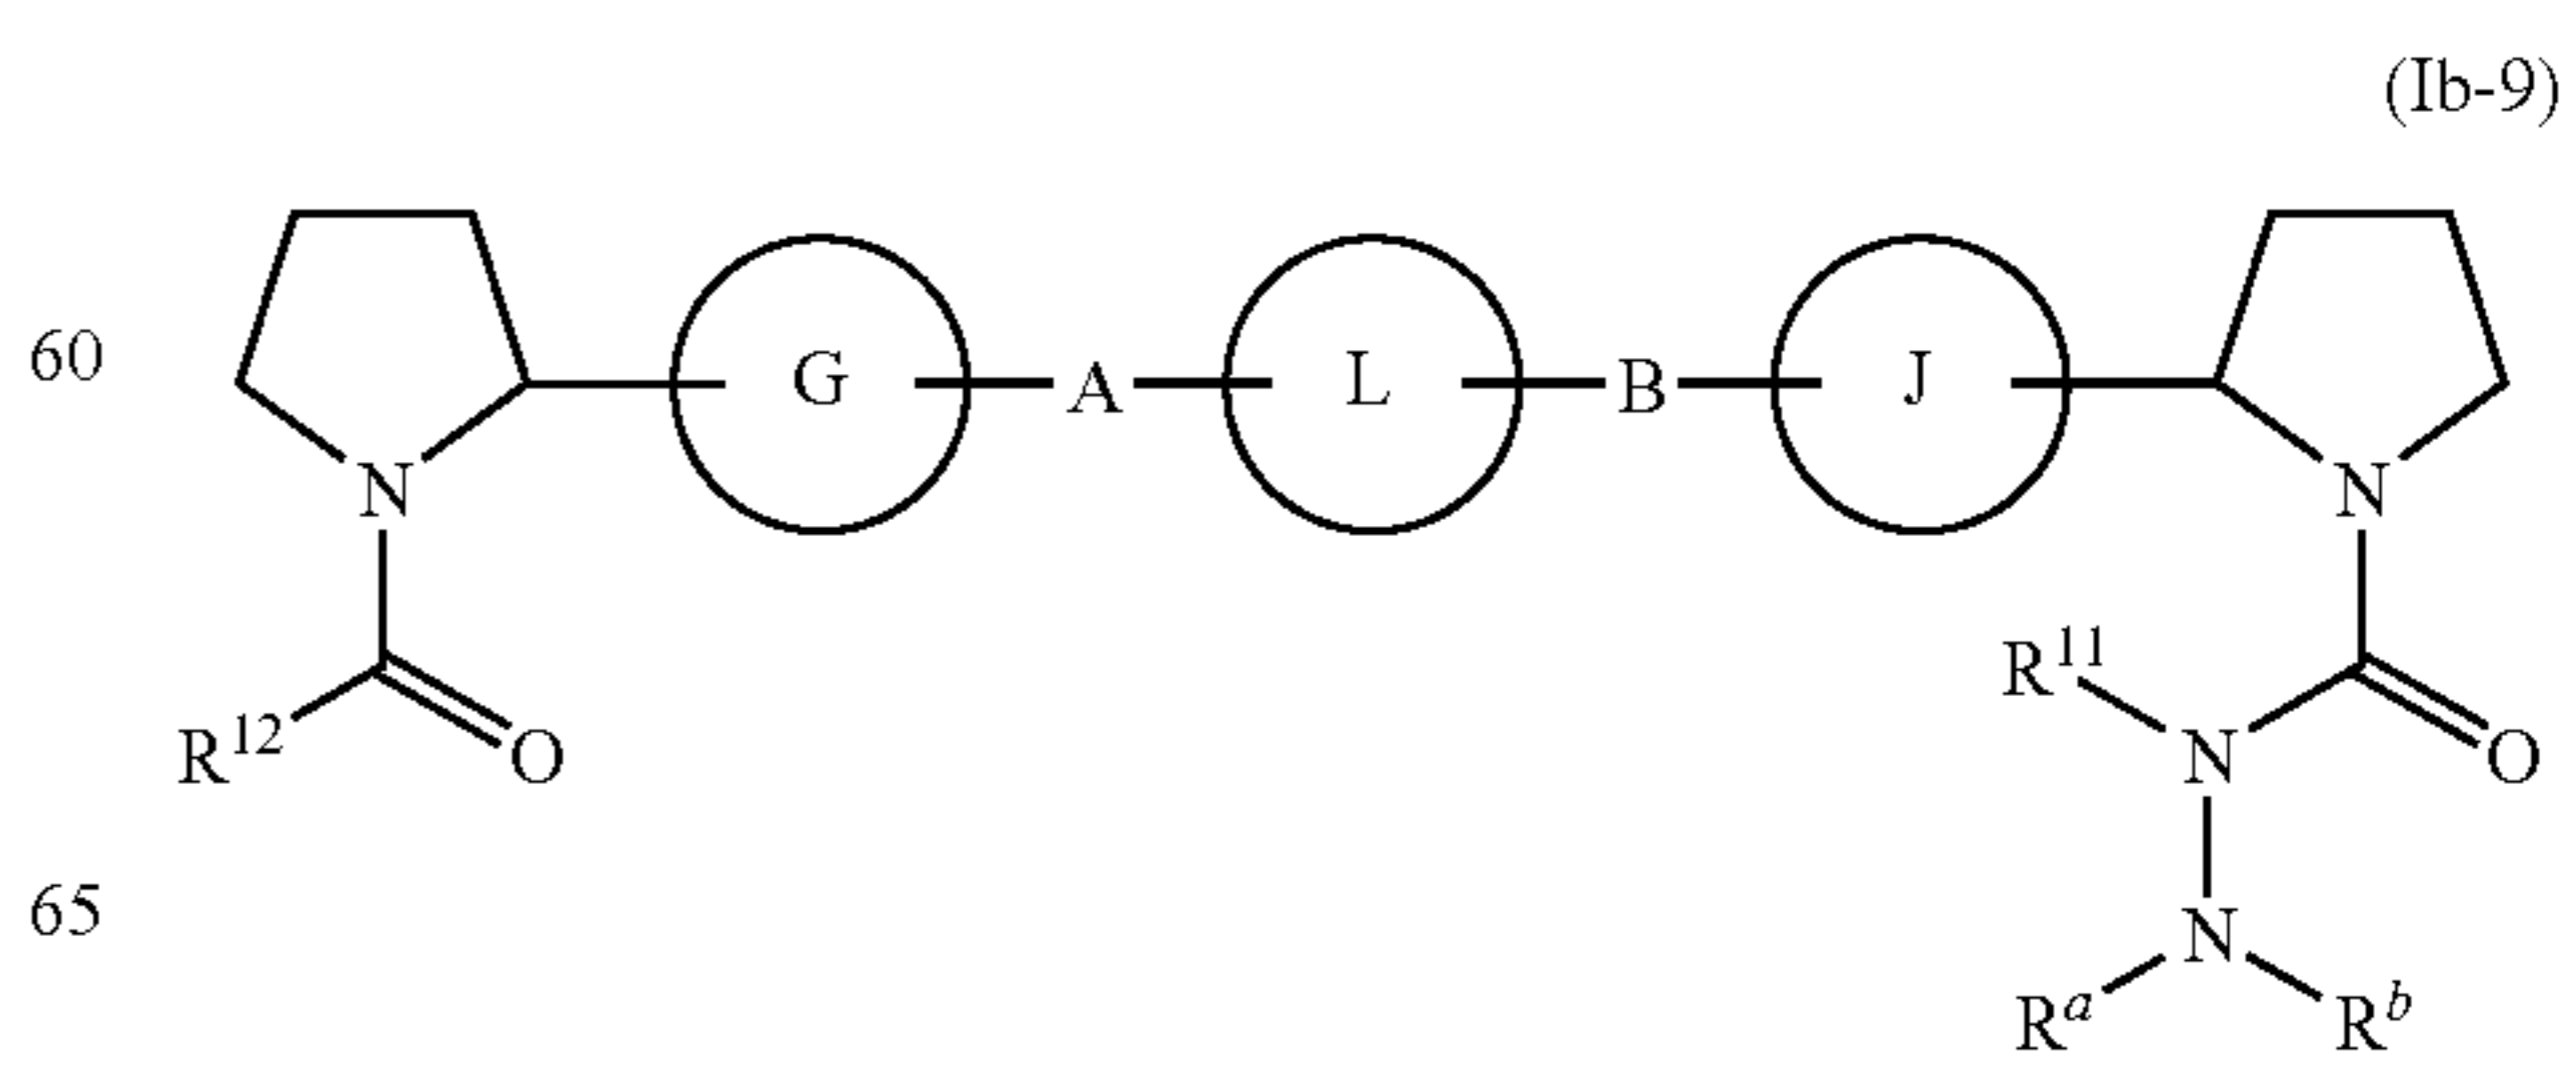 (Ib-9)
60 G A L B J
N N
R¹¹
R¹² O N O
65 N
Rᵃ Rᵇ